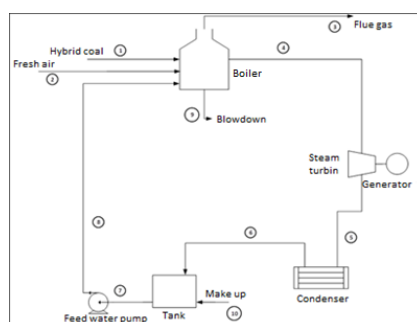 3
Flue gas
Hybrid coal
1
4
Fresh air
2
Boiler
9
Blowdown
Steam
turbin
Generator
8
6
5
7
Make up
10
Feed water pump
Tank
Condenser